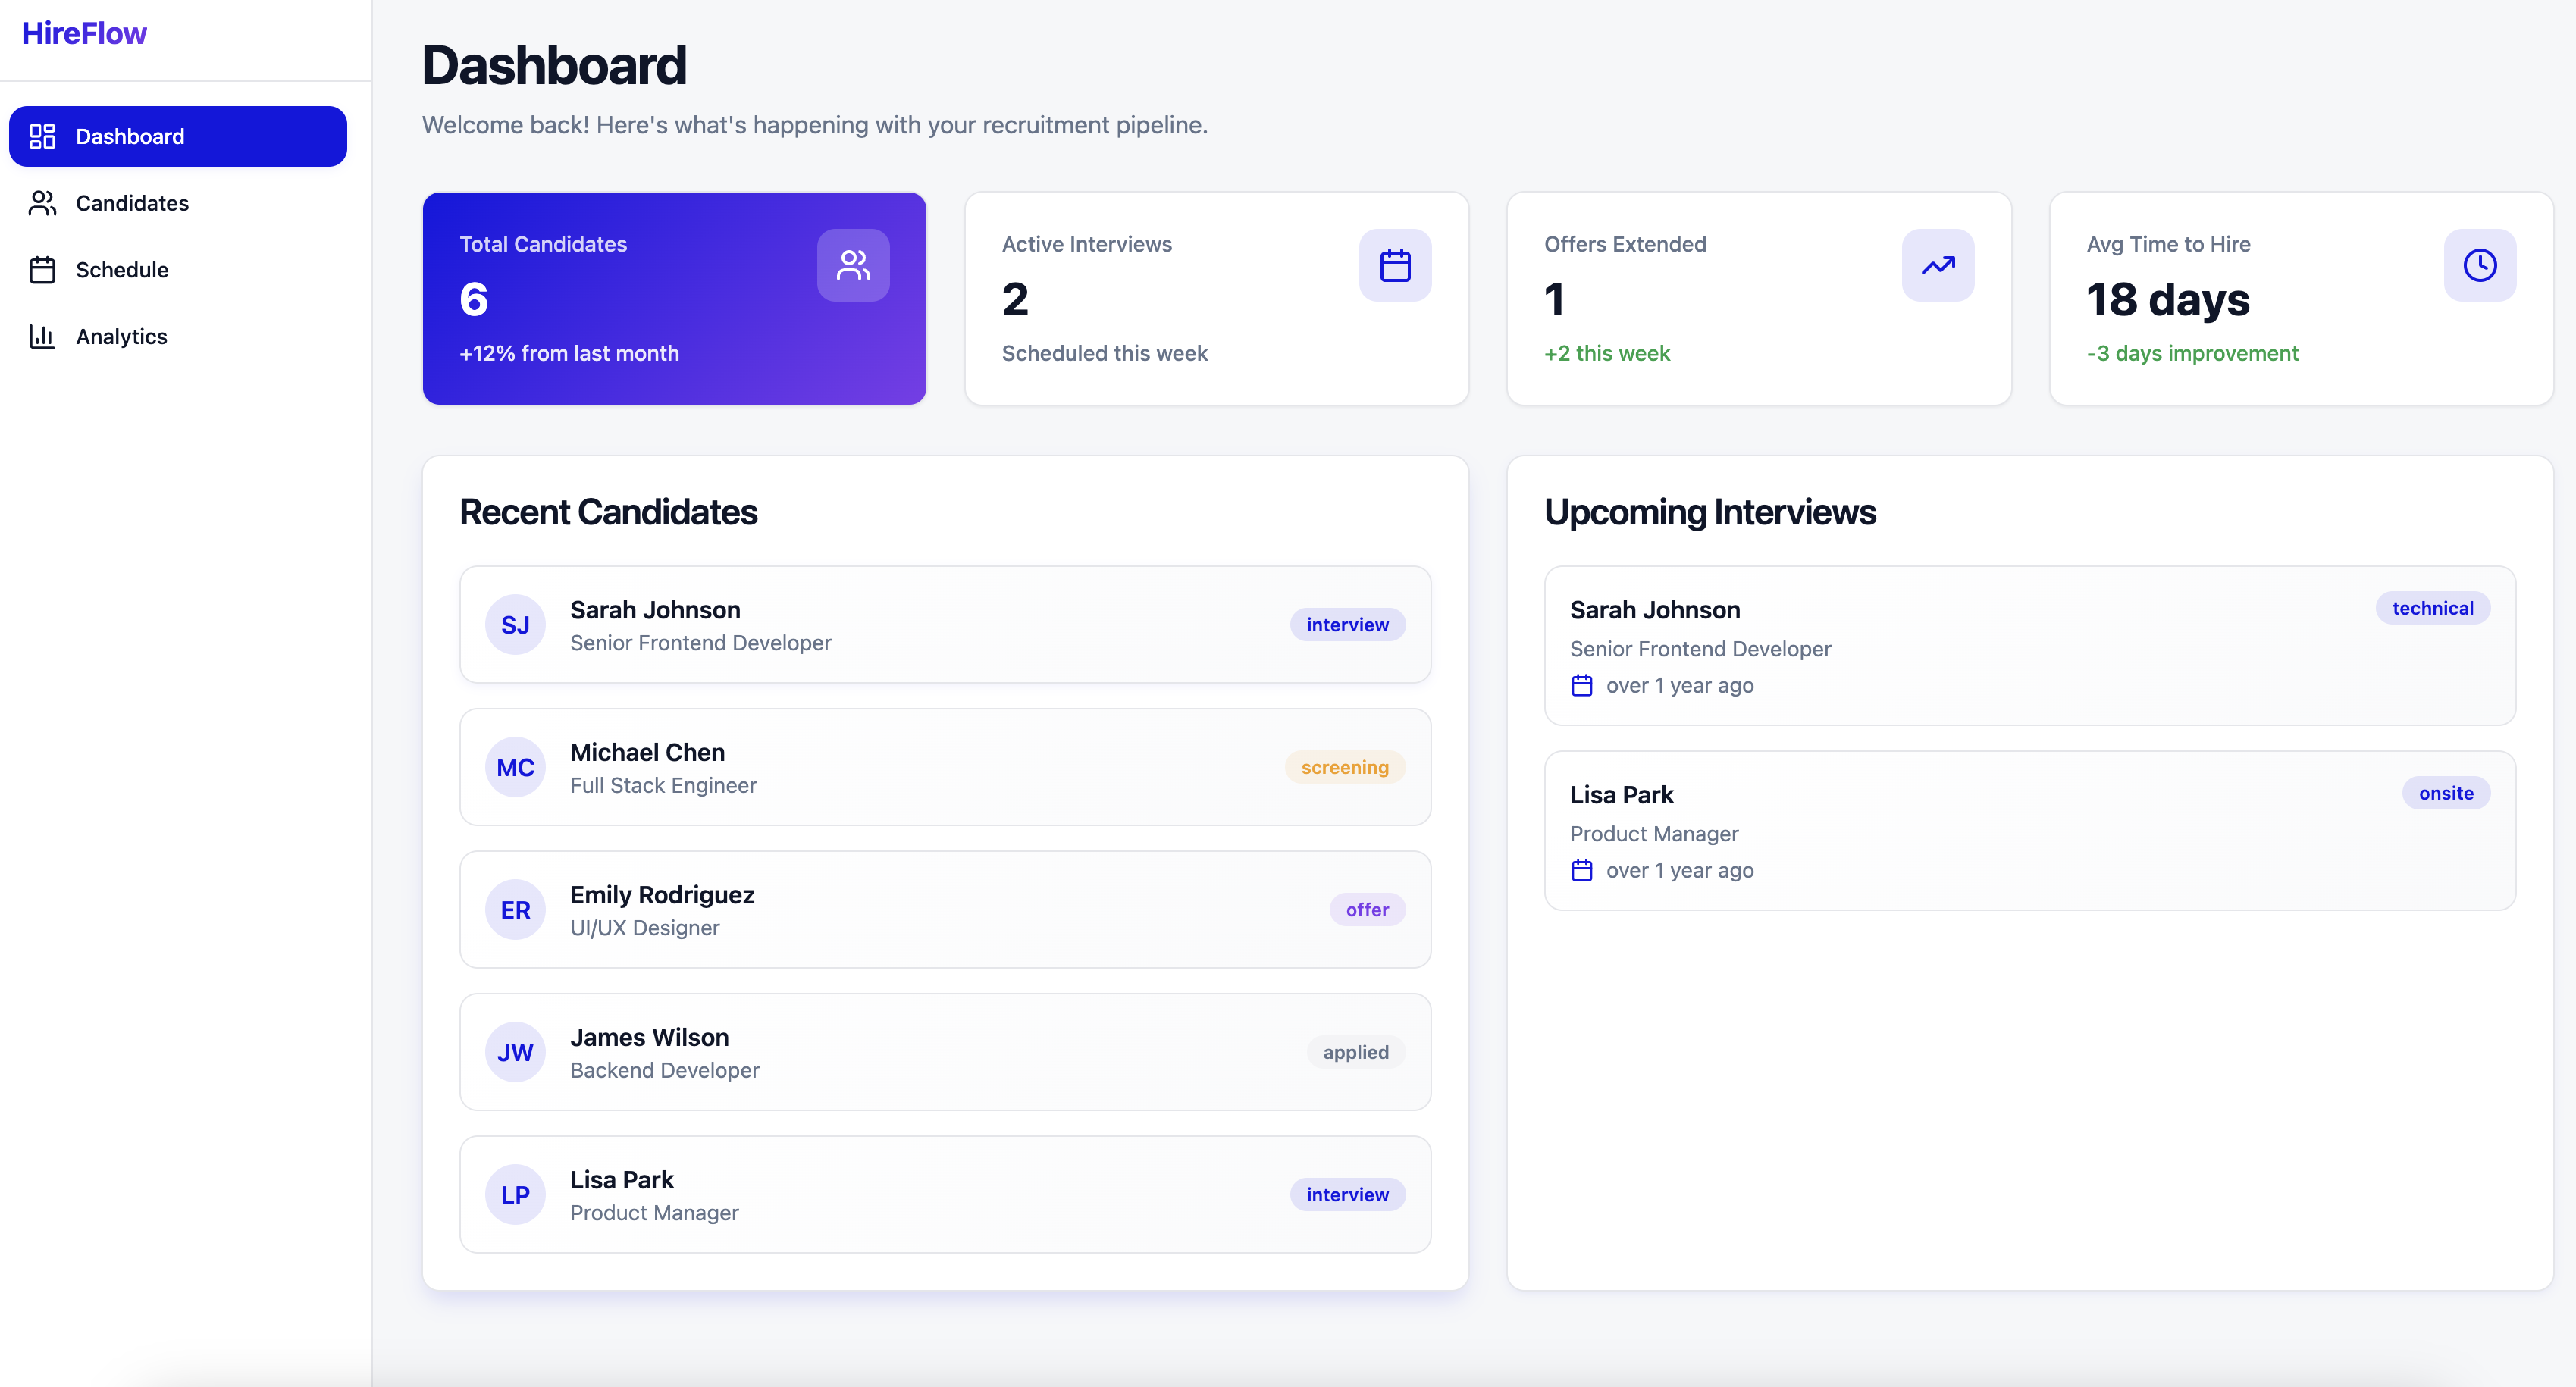 HireFlow
Dashboard
Candidates
Schedule
Analytics
Dashboard
Welcome back! Here's what's happening with your recruitment pipeline.
Total Candidates
6
+12% from last month
Active Interviews
2
Scheduled this week
Offers Extended
1
+2 this week
Avg Time to Hire
18 days
-3 days improvement
Recent Candidates
SJ
Sarah Johnson
Senior Frontend Developer
interview
MC
Michael Chen
Full Stack Engineer
screening
ER
Emily Rodriguez
UI/UX Designer
offer
JW
James Wilson
Backend Developer
applied
LP
Lisa Park
Product Manager
interview
Upcoming Interviews
Sarah Johnson
technical
Senior Frontend Developer
over 1 year ago
Lisa Park
onsite
Product Manager
over 1 year ago